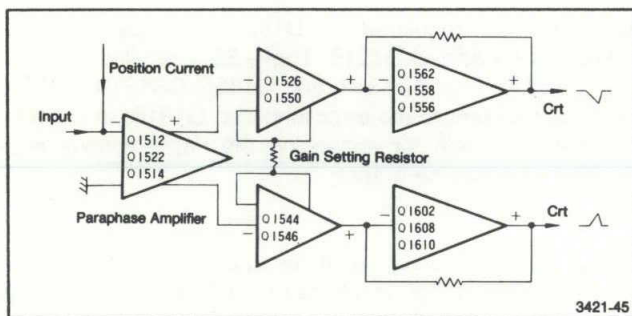 Position Current
Input
−
Q1512
Q1522
Q1514
+
Paraphase Amplifier
−
Q1526
Q1550
+
Gain Setting Resistor
−
Q1544
Q1546
+
−
Q1562
Q1558
Q1556
+
Crt
−
Q1602
Q1608
Q1610
+
Crt
3421-45